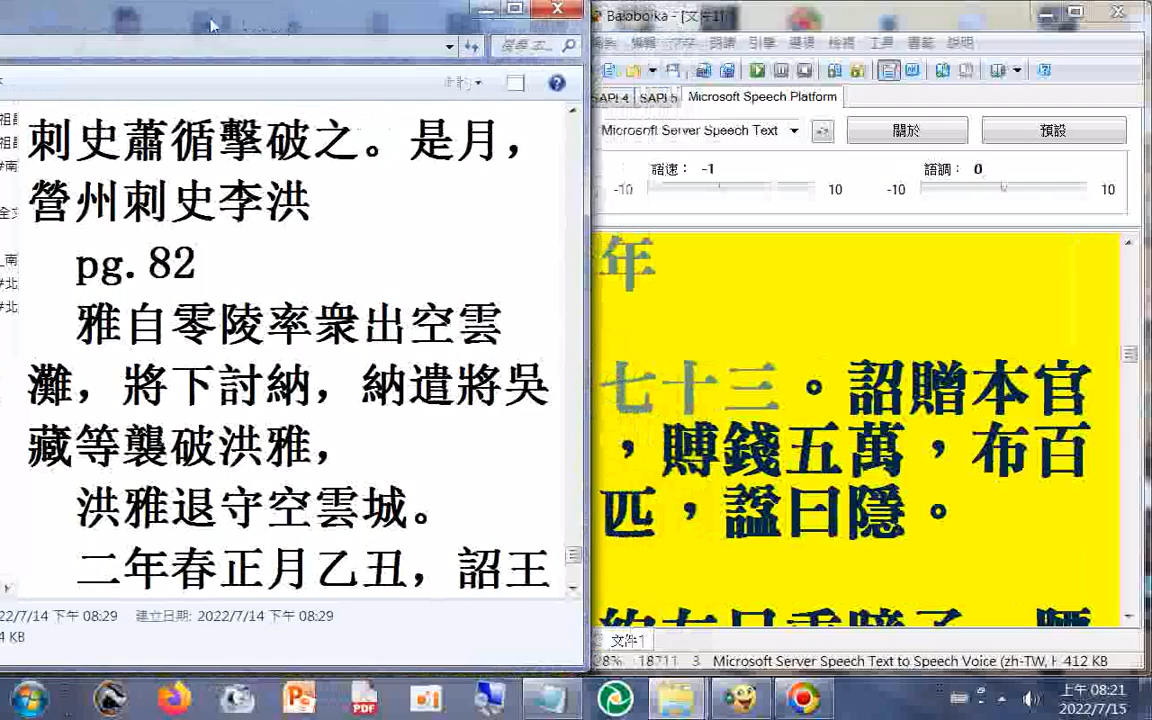 Balabolka - [文件1]
SAPI 4 SAPI 5 Microsoft Speech Platform
Microsoft Server Speech Text
關於
預設
語速： -1
語調： 0
-10 10 -10 10
刺史蕭循擊破之。是月，
營州刺史李洪
pg.82
雅自零陵率衆出空雲
灘，將下討納，納遣將吳
藏等襲破洪雅，
洪雅退守空雲城。
二年春正月乙丑，詔王
22/7/14 下午 08:29 建立日期: 2022/7/14 下午 08:29
4 KB
年
七十三。詔贈本官
，賻錢五萬，布百
匹，諡曰隱。
文件1
28% 18711 3 Microsoft Server Speech Text to Speech Voice (zh-TW, H 412 KB
上午 08:21
2022/7/15